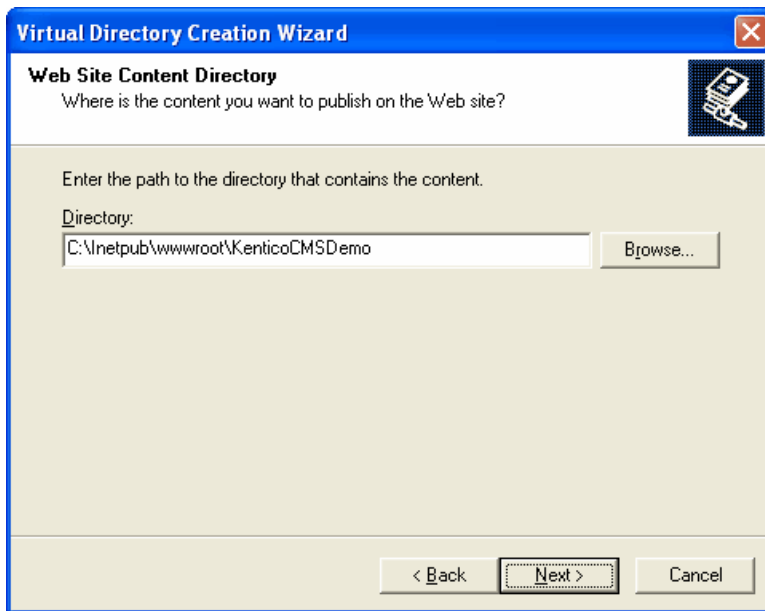 Virtual Directory Creation Wizard
Web Site Content Directory
Where is the content you want to publish on the Web site?
Enter the path to the directory that contains the content.
Directory:
C:\Inetpub\wwwroot\KenticoCMSDemo
Browse...
< Back
Next >
Cancel